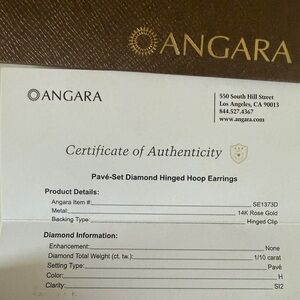 ANGARA
ANGARA
550 South Hill Street
Los Angeles, CA 90013
844.527.4367
www.angara.com
Certificate of Authenticity
Pavé-Set Diamond Hinged Hoop Earrings
Product Details:
Angara Item #: SE1373D
Metal: 14K Rose Gold
Backing Type: Hinged Clip
Diamond Information:
Enhancement: None
Diamond Total Weight (ct. tw.): 1/10 carat
Setting Type: Pavé
Color: H
Clarity: SI2